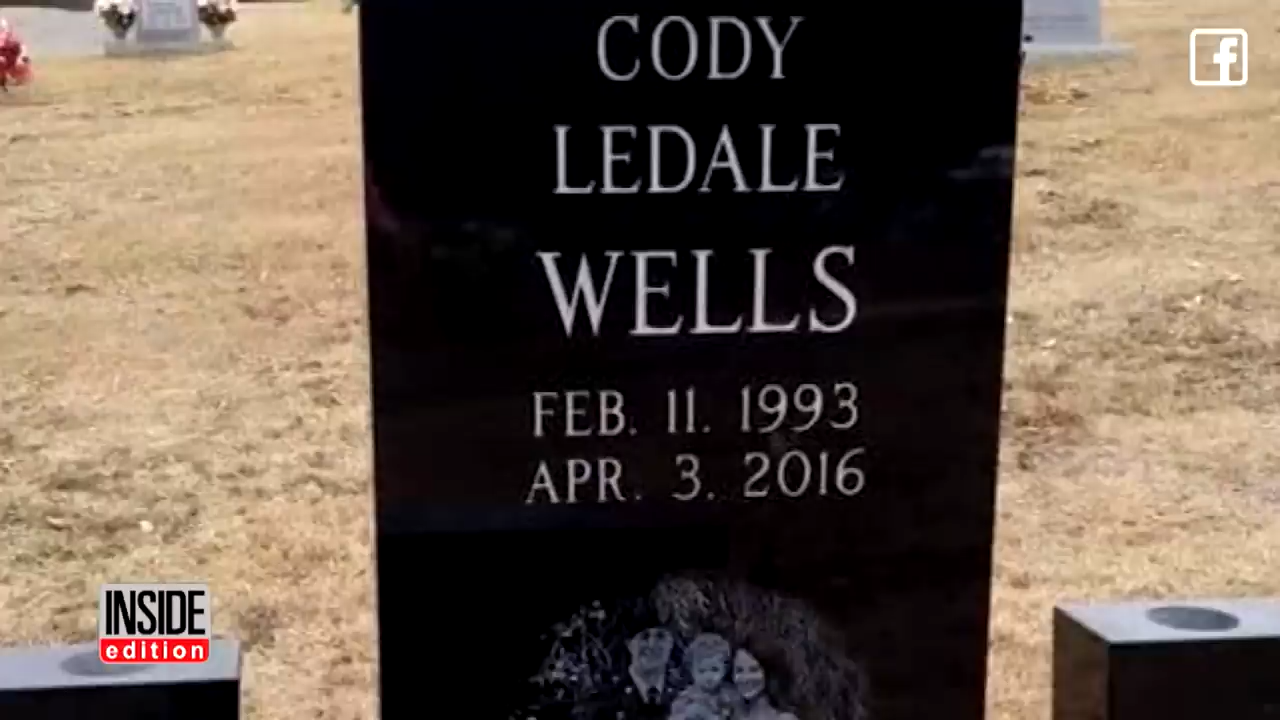 CODY
LEDALE
WELLS
FEB. 11. 1993
APR. 3. 2016
INSIDE
edition